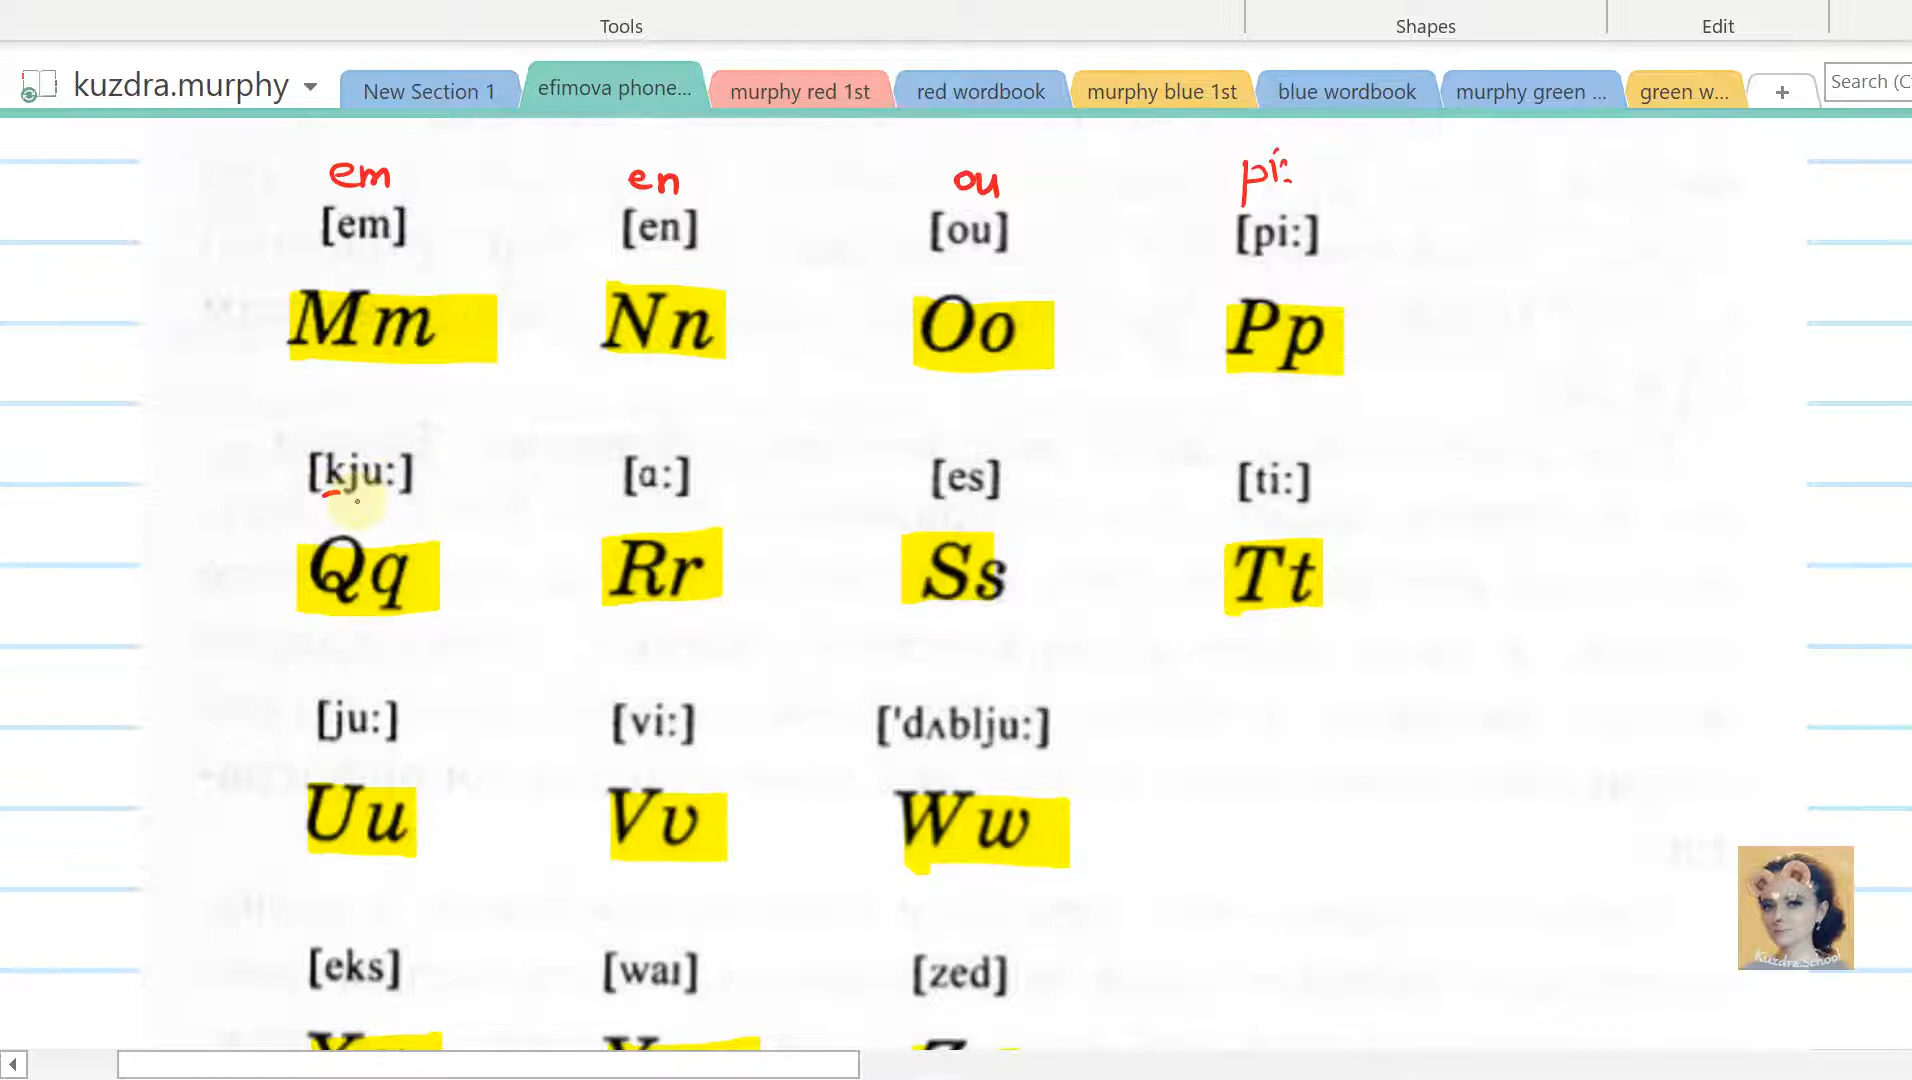 Tools Shapes Edit
kuzdra.murphy New Section 1 efimova phone... murphy red 1st red wordbook murphy blue 1st blue wordbook murphy green ... green w... + Search (C
em en ou pi:
[em] [en] [ou] [pi:]
Mm Nn Oo Pp
[kju:] [ɑ:] [es] [ti:]
Qq Rr Ss Tt
[ju:] [vi:] ['dʌblju:]
Uu Vv Ww
[eks] [waɪ] [zed]
Kuzdra.School